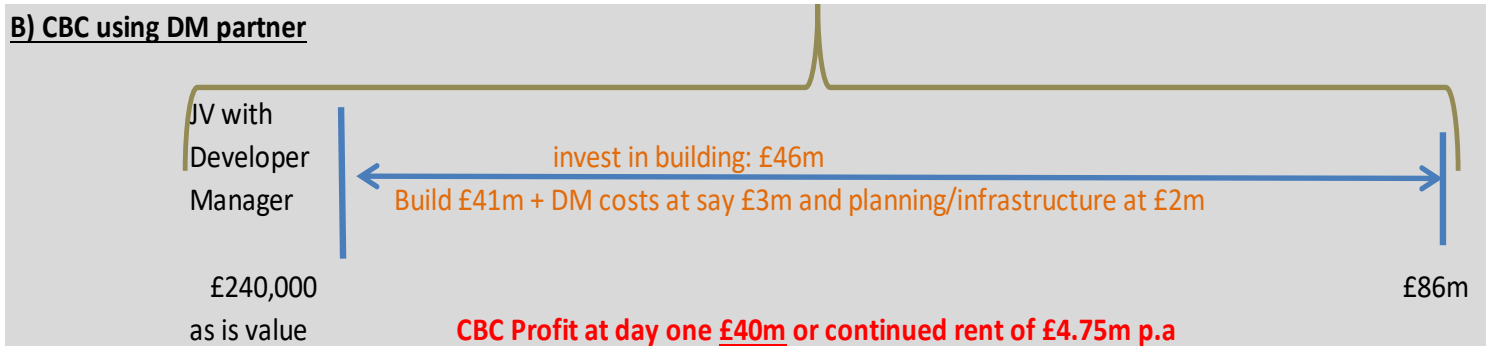 B) CBC using DM partner
JV with
Developer
Manager
invest in building: £46m
Build £41m + DM costs at say £3m and planning/infrastructure at £2m
£240,000
as is value
£86m
CBC Profit at day one £40m or continued rent of £4.75m p.a